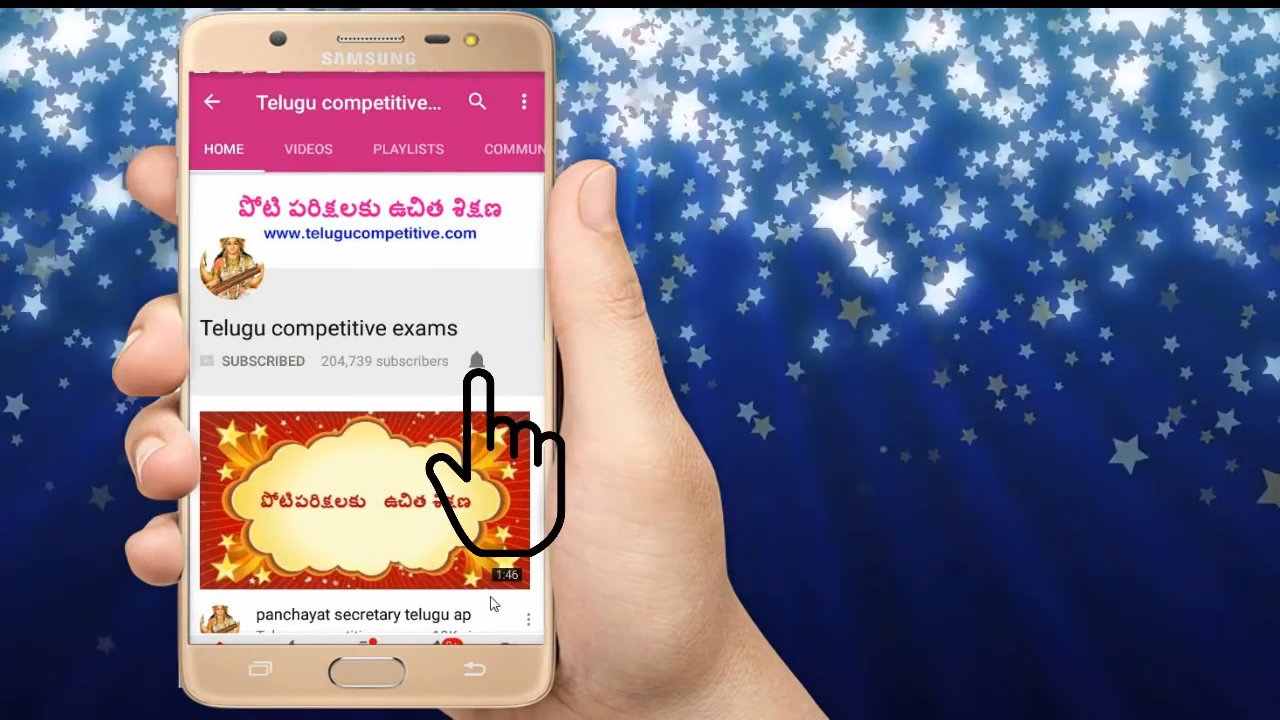 SAMSUNG
Telugu competitive...
HOME VIDEOS PLAYLISTS COMMUN
పోటి పరిక్షలకు ఉచిత శిక్షణ
www.telugucompetitive.com
Telugu competitive exams
SUBSCRIBED 204,739 subscribers
పోటిపరిక్షలకు ఉచిత శిక్షణ
1:46
panchayat secretary telugu ap